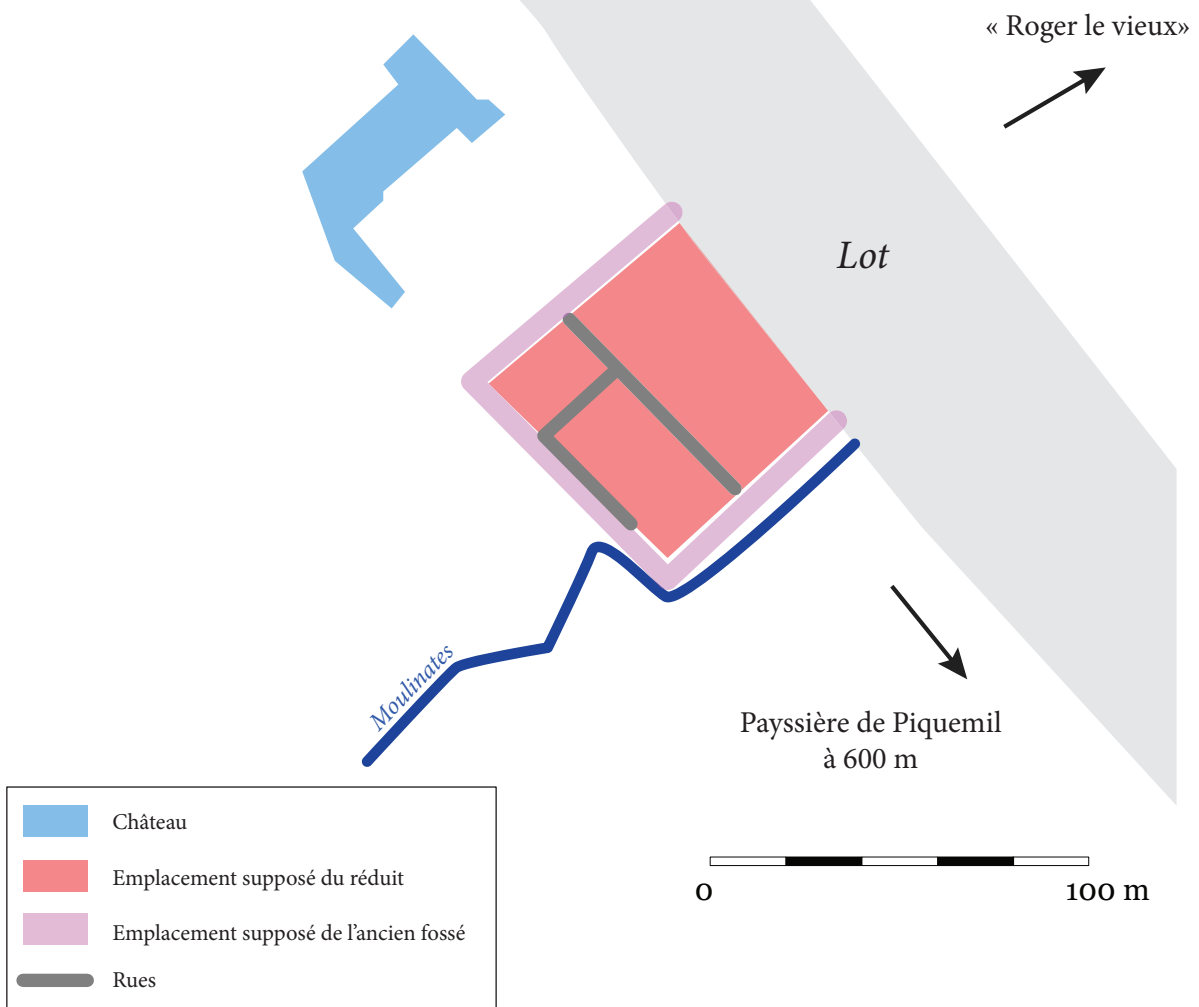 « Roger le vieux»
Lot
Moulinates
Payssière de Piquemil
à 600 m
0 100 m
Château
Emplacement supposé du réduit
Emplacement supposé de l'ancien fossé
Rues